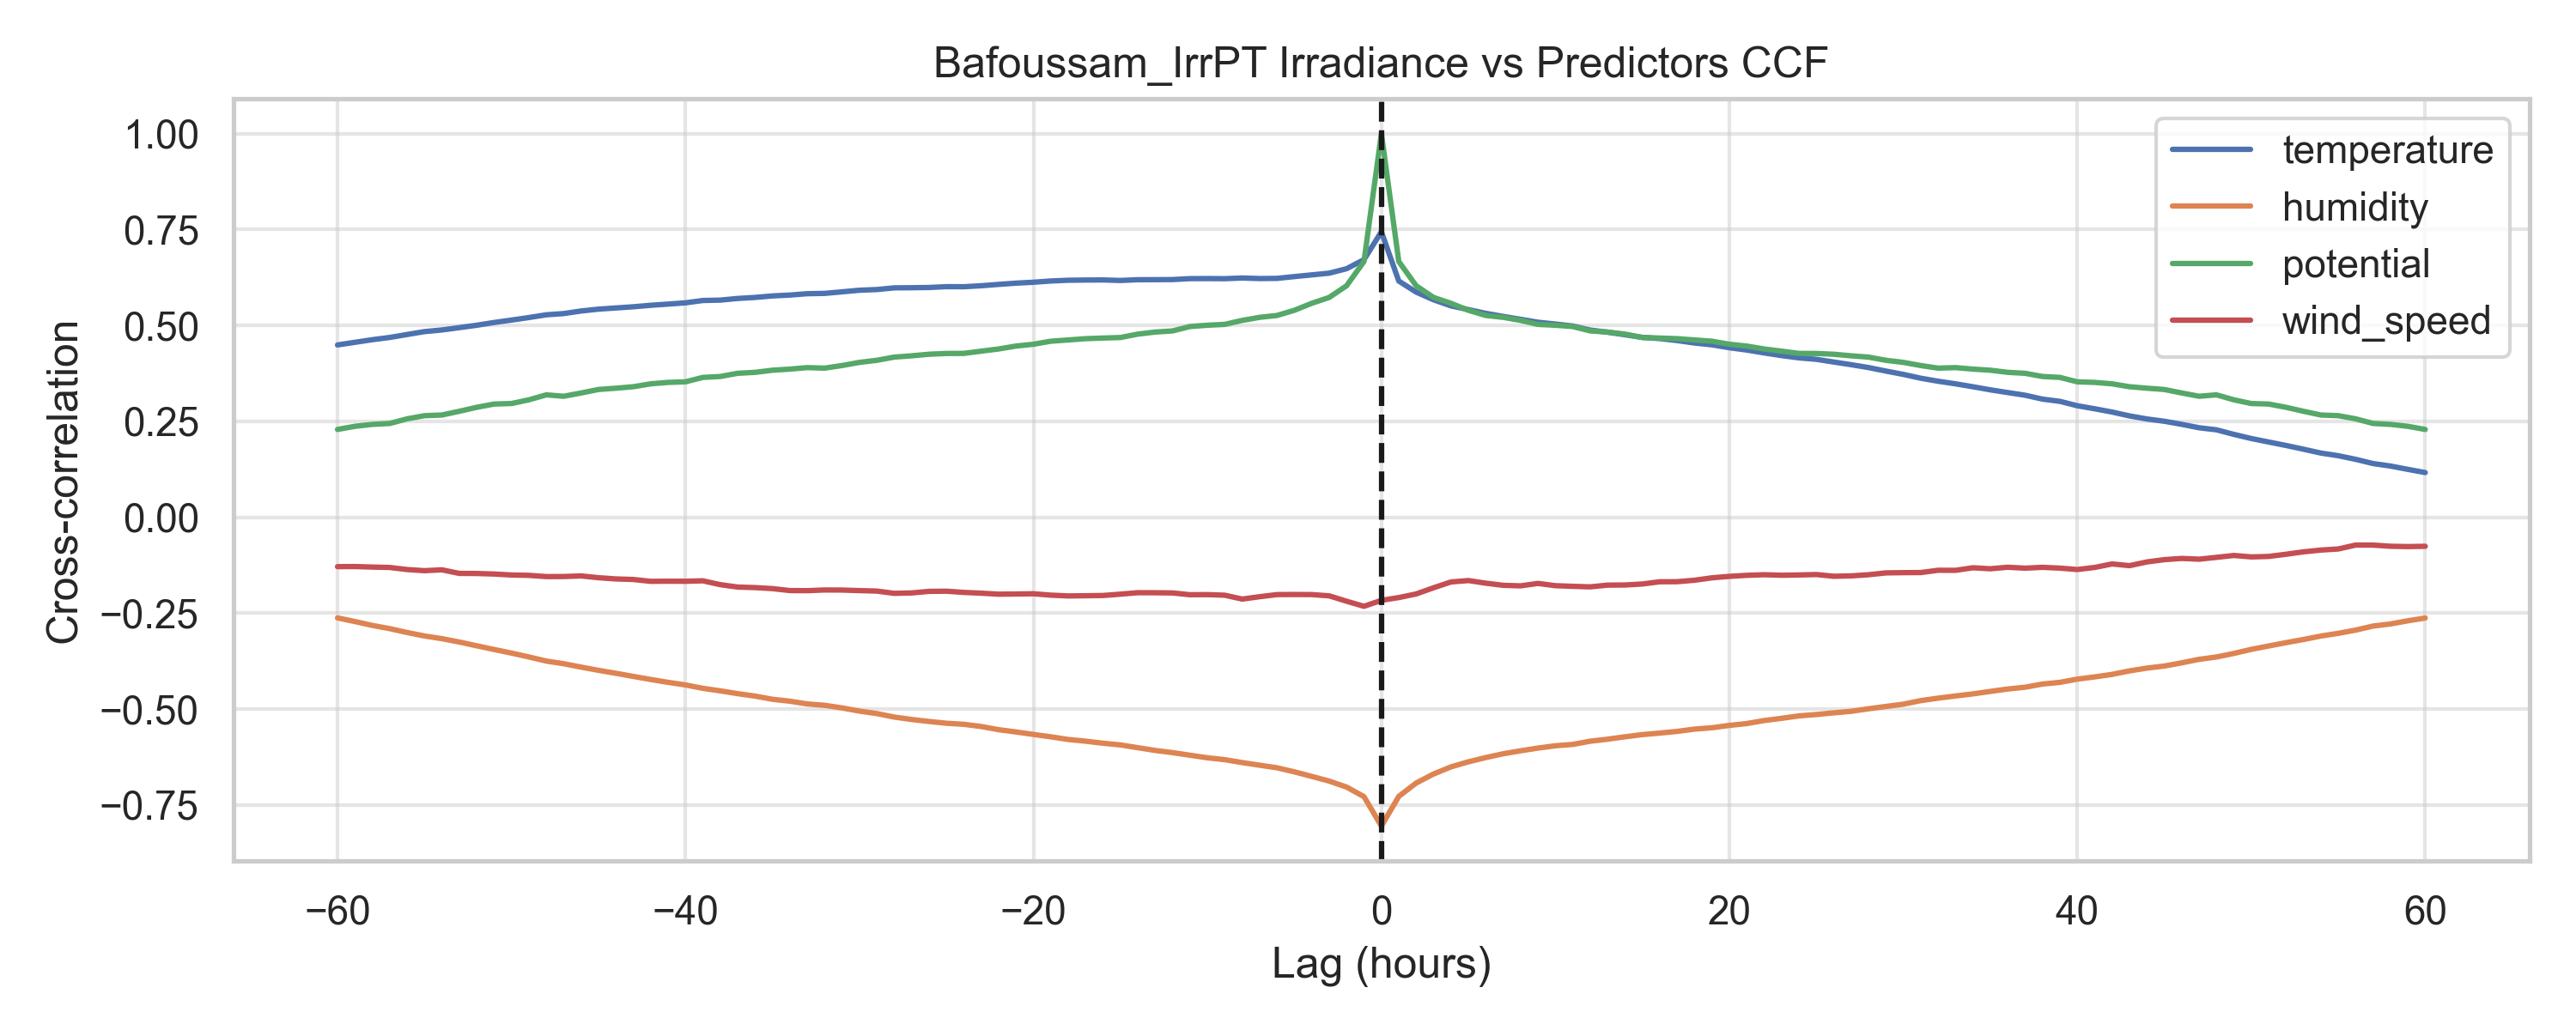 Bafoussam_IrrPT Irradiance vs Predictors CCF
1.00
0.75
0.50
0.25
0.00
−0.25
−0.50
−0.75
Cross-correlation
temperature
humidity
potential
wind_speed
−60
−40
−20
0
20
40
60
Lag (hours)